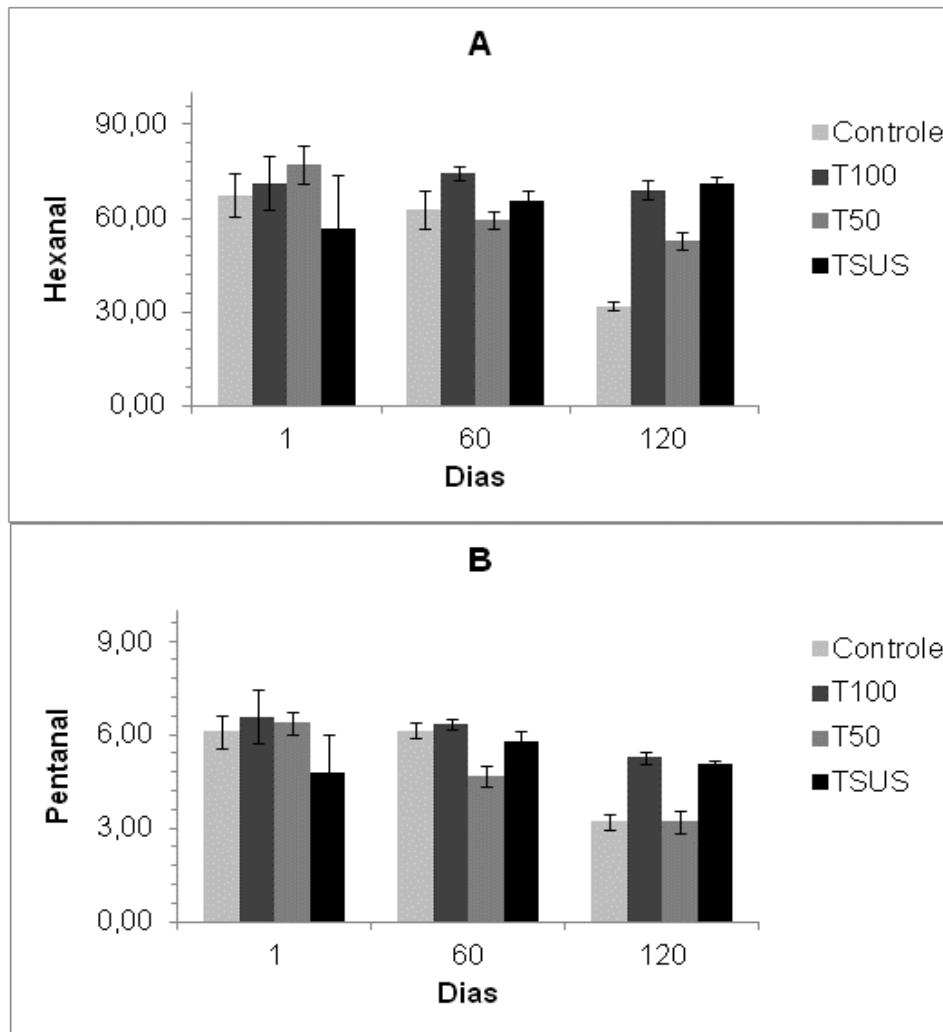 A
Hexanal
90,00
60,00
30,00
0,00
1
60
120
Dias
Controle
T100
T50
TSUS
B
Pentanal
9,00
6,00
3,00
0,00
1
60
120
Dias
Controle
T100
T50
TSUS